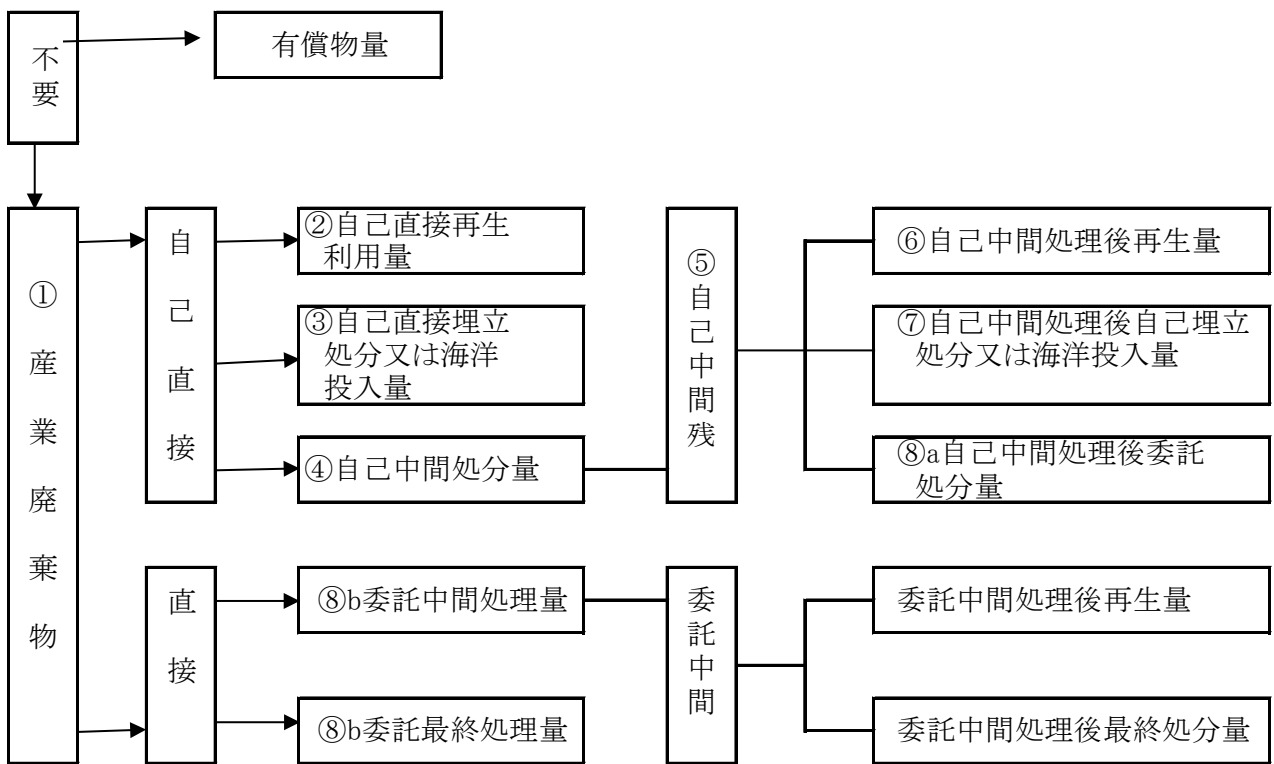 不要
有償物量
①産業廃棄物
自己直接
②自己直接再生
利用量
③自己直接埋立
処分又は海洋
投入量
④自己中間処分量
⑤自己中間残
⑥自己中間処理後再生量
⑦自己中間処理後自己埋立
処分又は海洋投入量
⑧a自己中間処理後委託
処分量
直接
⑧b委託中間処理量
⑧b委託最終処理量
委託中間
委託中間処理後再生量
委託中間処理後最終処分量